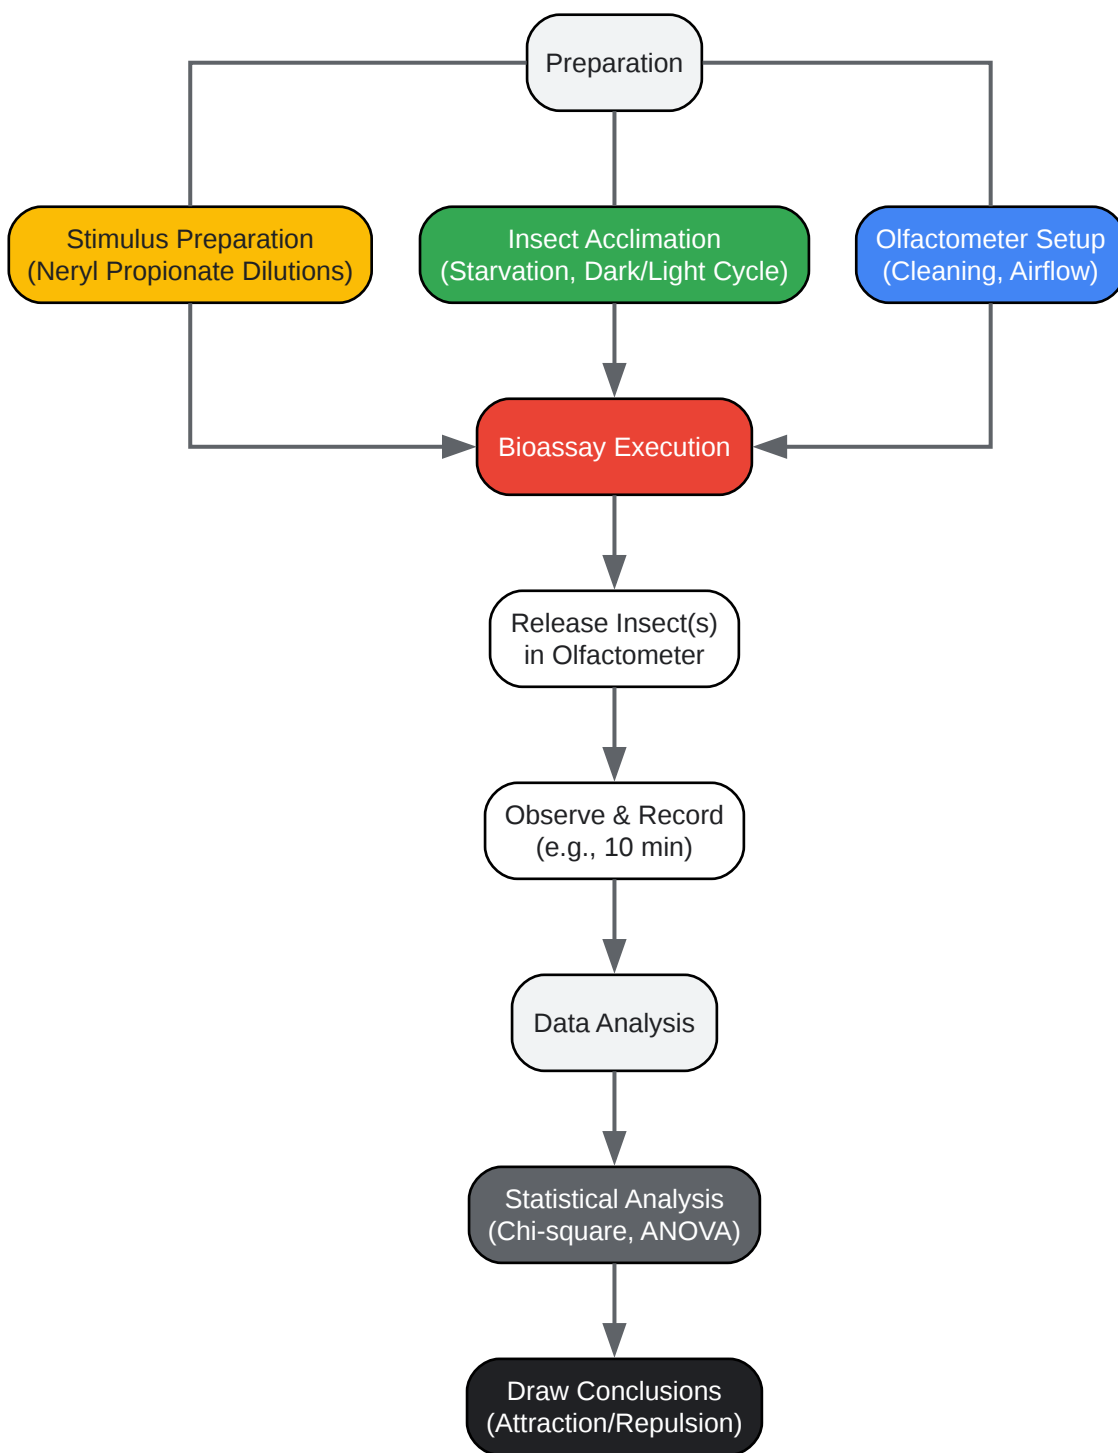 Preparation
Stimulus Preparation
(Neryl Propionate Dilutions)
Insect Acclimation
(Starvation, Dark/Light Cycle)
Olfactometer Setup
(Cleaning, Airflow)
Bioassay Execution
Release Insect(s)
in Olfactometer
Observe & Record
(e.g., 10 min)
Data Analysis
Statistical Analysis
(Chi-square, ANOVA)
Draw Conclusions
(Attraction/Repulsion)